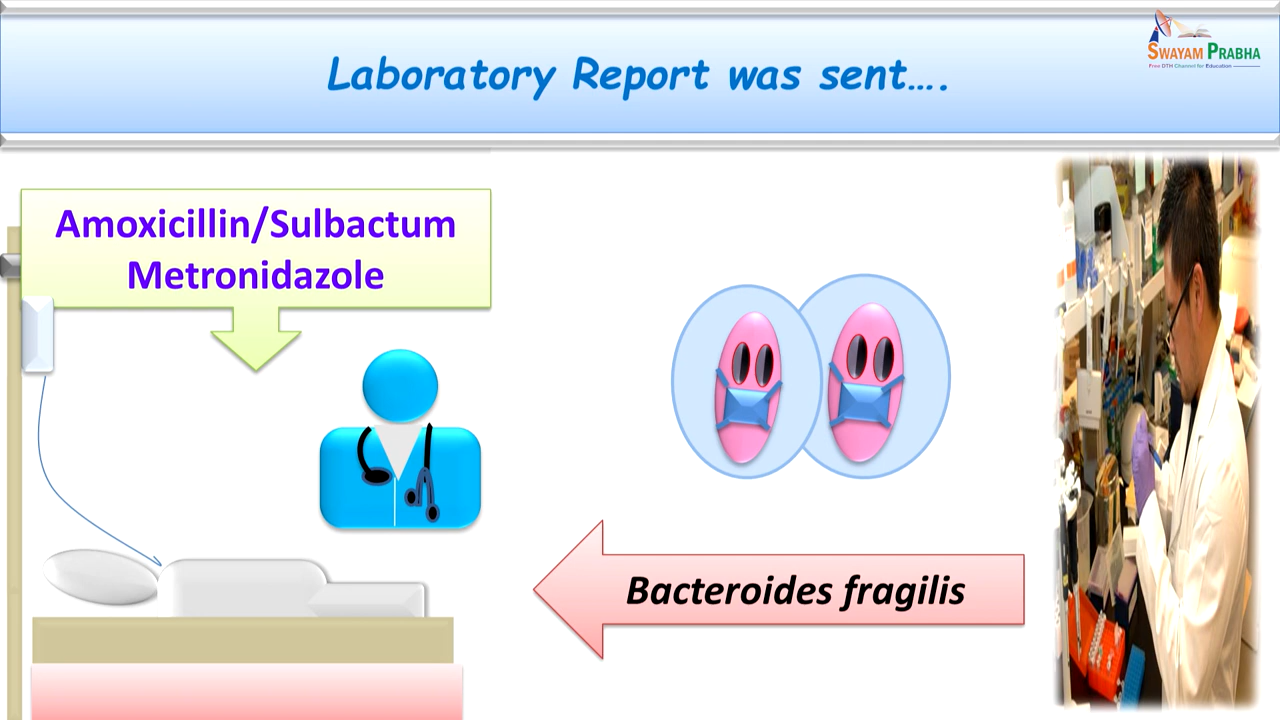 Laboratory Report was sent....
SWAYAM PRABHA
Free DTH Channel for Education
Amoxicillin/Sulbactum
Metronidazole
Bacteroides fragilis